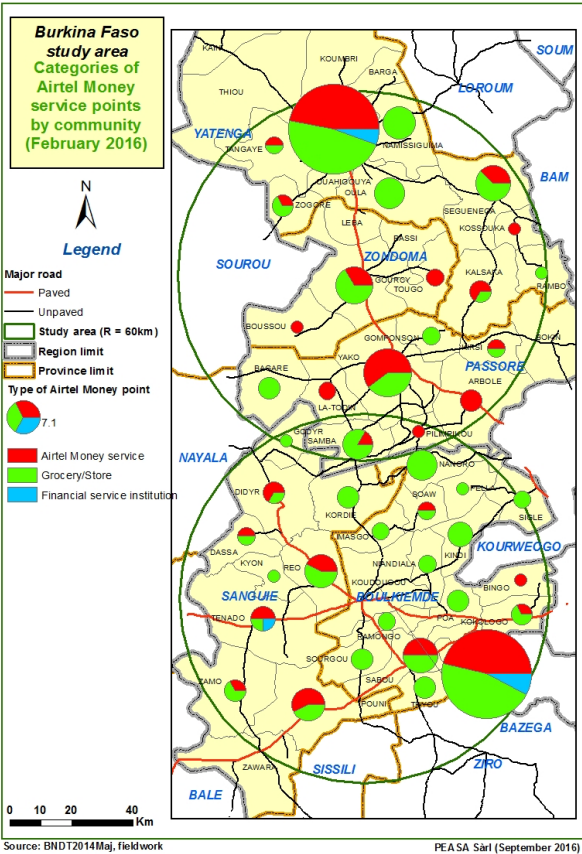 Burkina Faso
study area
Categories of
Airtel Money
service points
by community
(February 2016)
N
Legend
Major road
Paved
Unpaved
Study area (R = 60km)
Region limit
Province limit
Type of Airtel Money point
7.1
Airtel Money service
Grocery/Store
Financial service institution
0 10 20 40
Km
SOUM
KAIN
KOUMBRI
BARGA
LOROUM
THIOU
YATENGA
TANGAYE
NAMISSIGUIMA
BAM
OUAHIGOUYA
OULA
ZOGORE
SEGUENEGA
LEBA
KOSSOUKA
BASSI
SOUROU
ZONDOMA
KALSARA
GOURCY
TOUGO
RAMBO
BOUSSOU
GOMPONSON
BOKIN
YAKO
PASSORE
BAGARE
ARBOLE
LA-TODIN
PILIMPIKOU
GODYR
SAMBA
NAYALA
NANORO
DIDYR
PELLA
SOAW
KORDIE
SIGLE
DASSA
KINDI
KOURWEOGO
KYON
REO
NIANDIALA
KOUDOUGOU
BINGO
SANGUIE
BOULKIEMDE
TENADO
POA
KOKOLOGO
RAMONGO
SOURGOU
ZAMO
SABOU
POUNI
BAZEGA
ZAWARA
SISSILI
ZIRO
BALE
Source: BNDT2014Maj, fieldwork
PEASA Sàrl (September 2016)